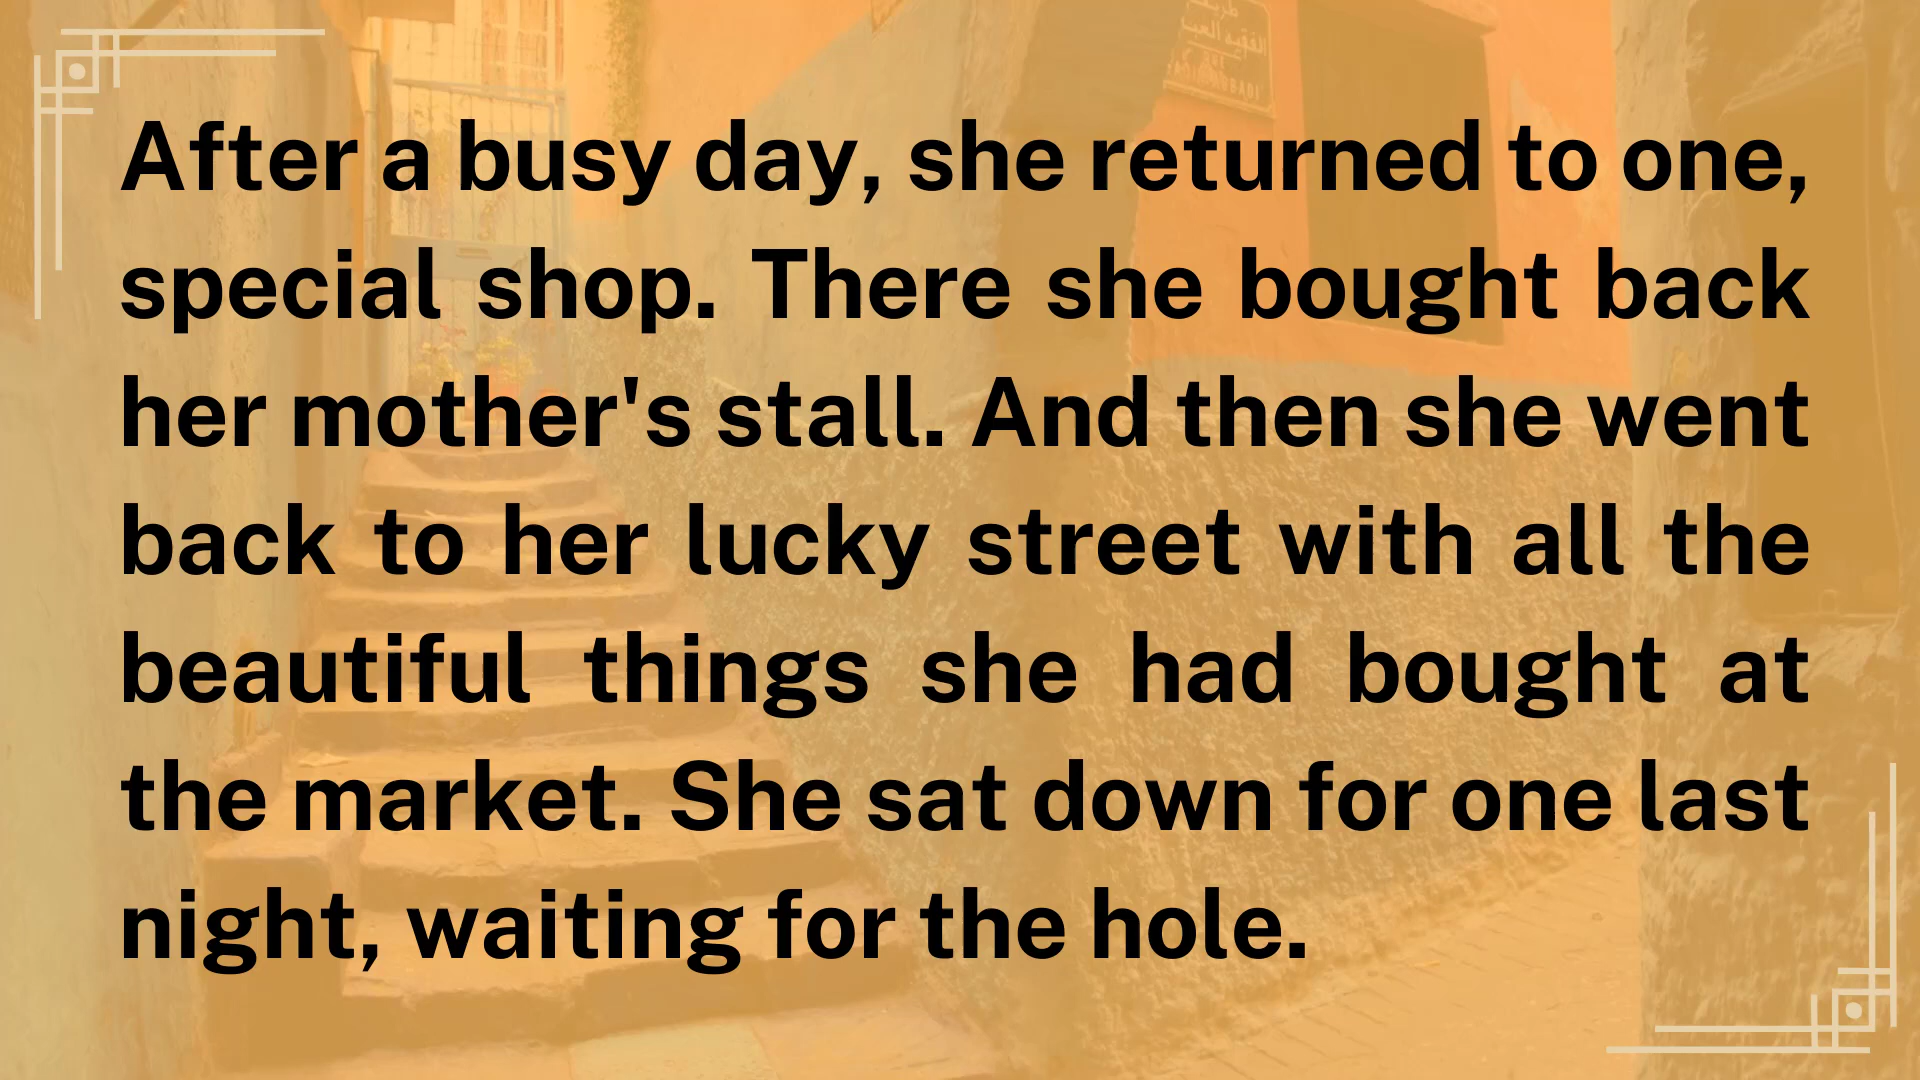 طريق
الفقيه
After a busy day, she returned to one,
special shop. There she bought back
her mother's stall. And then she went
back to her lucky street with all the
beautiful things she had bought at
the market. She sat down for one last
night, waiting for the hole.